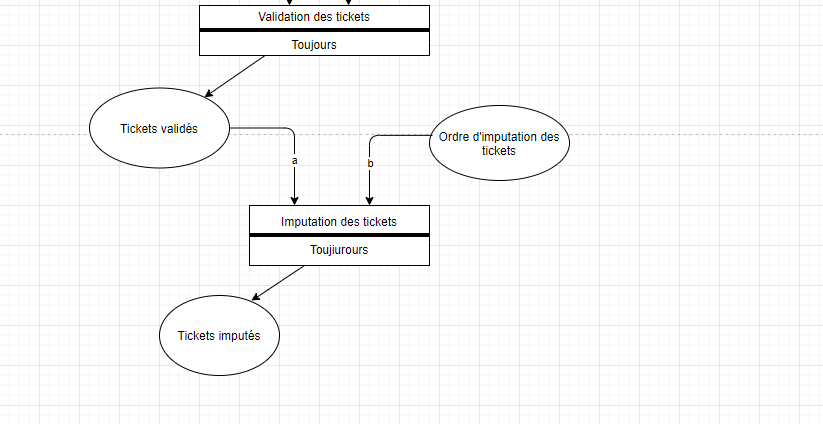 Validation des tickets
Toujours
Tickets validés
Ordre d'imputation des
tickets
a
b
Imputation des tickets
Toujiurours
Tickets imputés